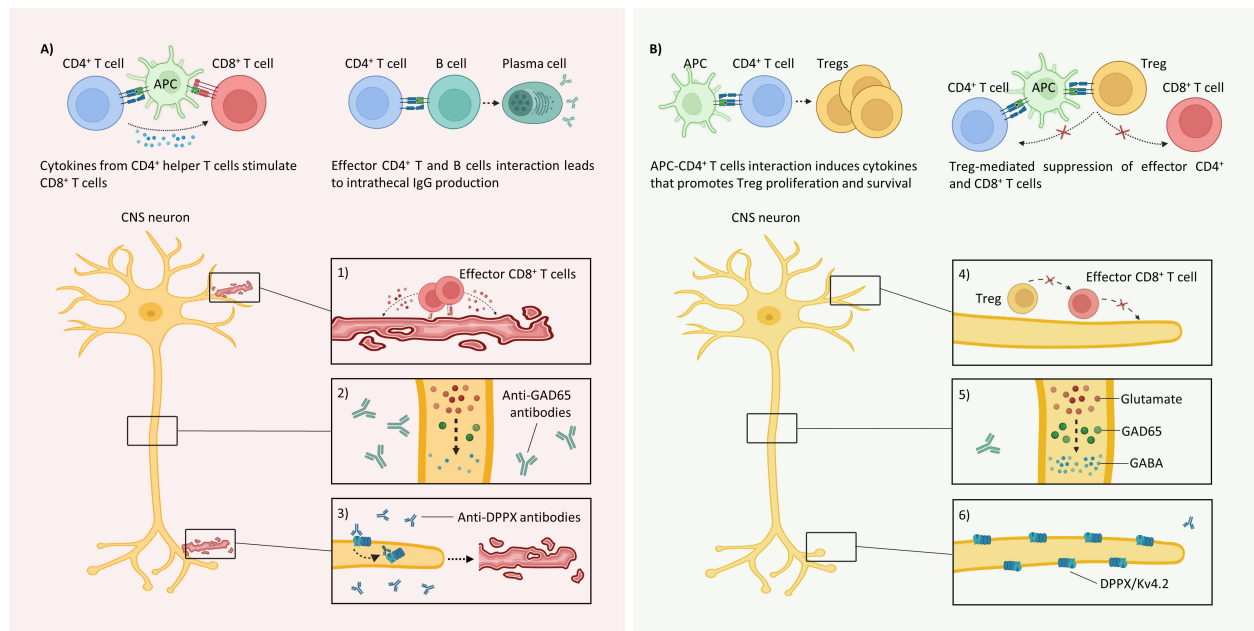 A)
CD4⁺ T cell
APC
CD8⁺ T cell
Cytokines from CD4⁺ helper T cells stimulate
CD8⁺ T cells
CD4⁺ T cell
B cell
Plasma cell
Effector CD4⁺ T and B cells interaction leads
to intrathecal IgG production
CNS neuron
1)
Effector CD8⁺ T cells
2)
Anti-GAD65
antibodies
3)
Anti-DPPX antibodies
B)
APC
CD4⁺ T cell
Tregs
APC-CD4⁺ T cells interaction induces cytokines
that promotes Treg proliferation and survival
CD4⁺ T cell
APC
Treg
CD8⁺ T cell
Treg-mediated suppression of effector CD4⁺
and CD8⁺ T cells
CNS neuron
4)
Effector CD8⁺ T cell
Treg
5)
Glutamate
GAD65
GABA
6)
DPPX/Kv4.2